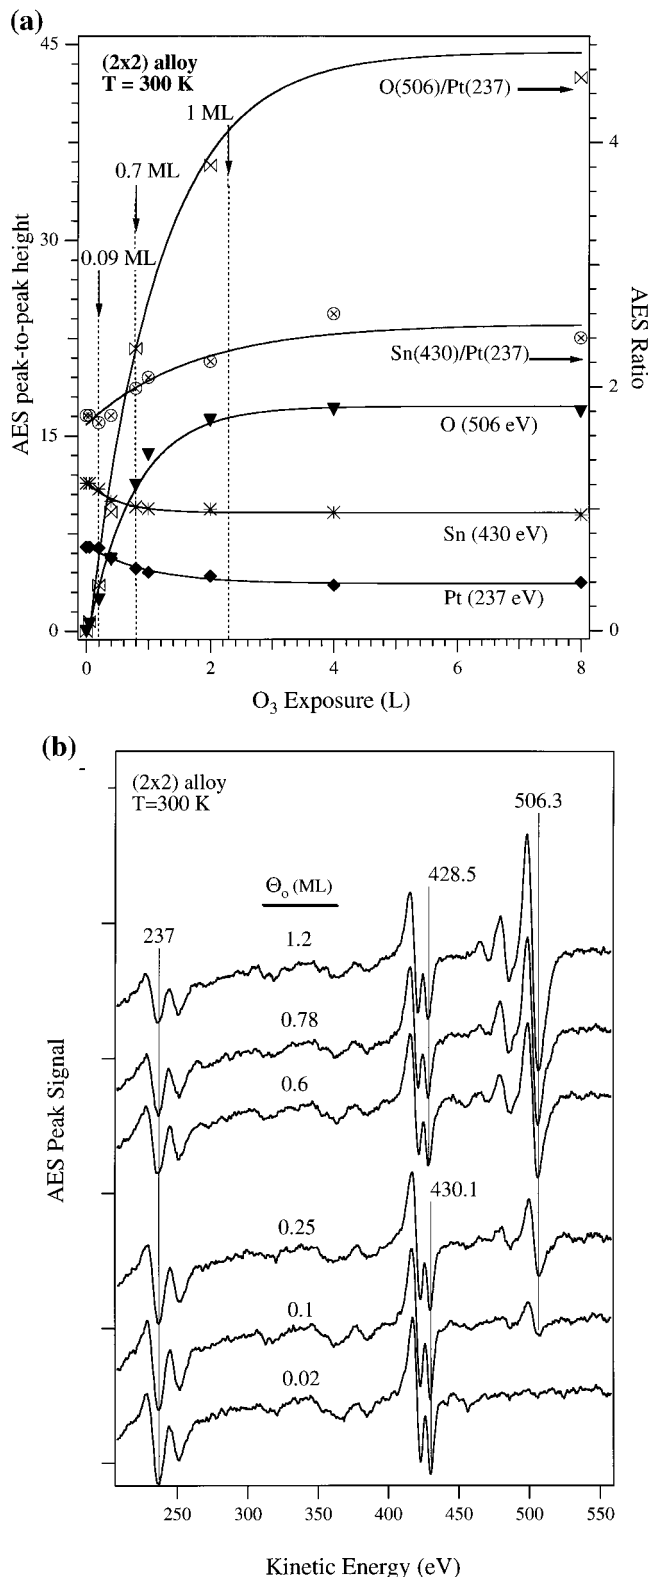 (a)
45
(2x2) alloy
T = 300 K
O(506)/Pt(237)
1 ML
4
0.7 ML
30
0.09 ML
AES peak-to-peak height
AES Ratio
Sn(430)/Pt(237)
2
15
O (506 eV)
Sn (430 eV)
Pt (237 eV)
0
0
0 2 4 6 8
O₃ Exposure (L)
(b)
(2x2) alloy
T=300 K
506.3
428.5
Θₒ (ML)
237
1.2
0.78
0.6
AES Peak Signal
430.1
0.25
0.1
0.02
250 300 350 400 450 500 550
Kinetic Energy (eV)